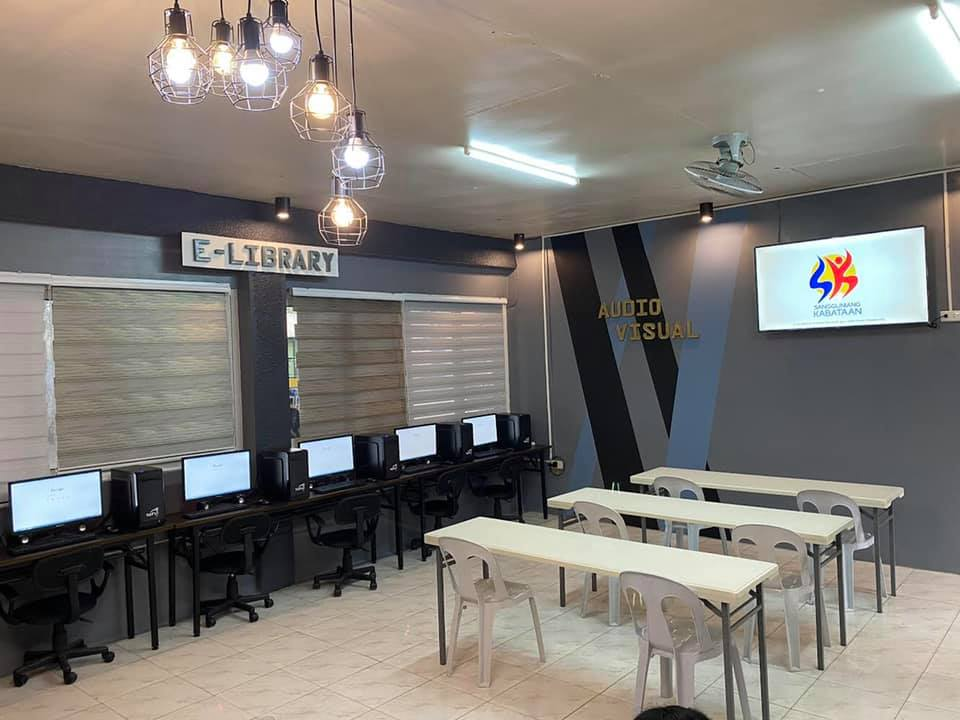 E-LIBRARY
AUDIO
VISUAL
SANGGUNIANG
KABATAAN